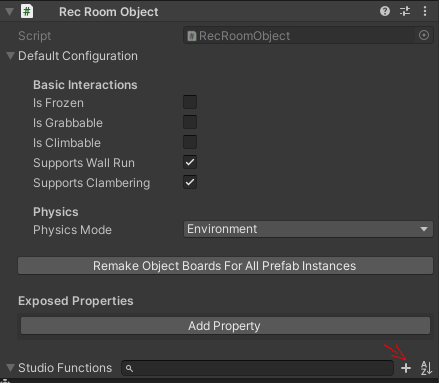 Rec Room Object
Script RecRoomObject
Default Configuration
Basic Interactions
Is Frozen
Is Grabbable
Is Climbable
Supports Wall Run
Supports Clambering
Physics
Physics Mode Environment
Remake Object Boards For All Prefab Instances
Exposed Properties
Add Property
Studio Functions